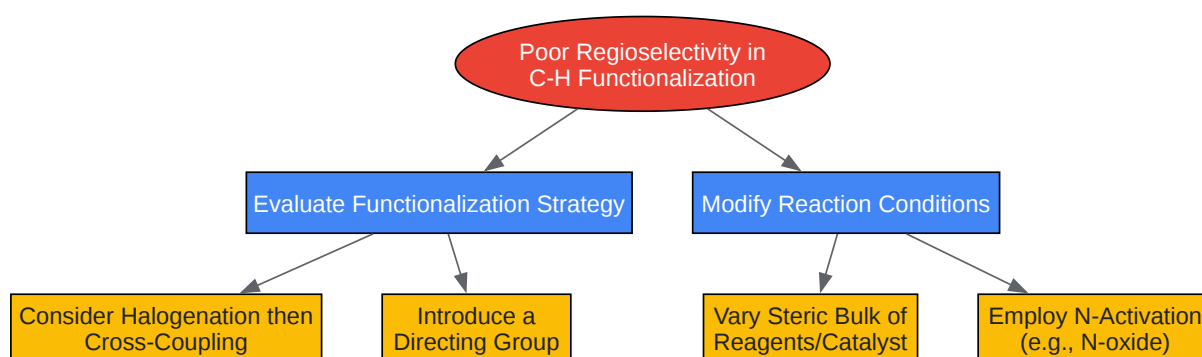 Poor Regioselectivity in
C-H Functionalization
Evaluate Functionalization Strategy
Modify Reaction Conditions
Consider Halogenation then
Cross-Coupling
Introduce a
Directing Group
Vary Steric Bulk of
Reagents/Catalyst
Employ N-Activation
(e.g., N-oxide)